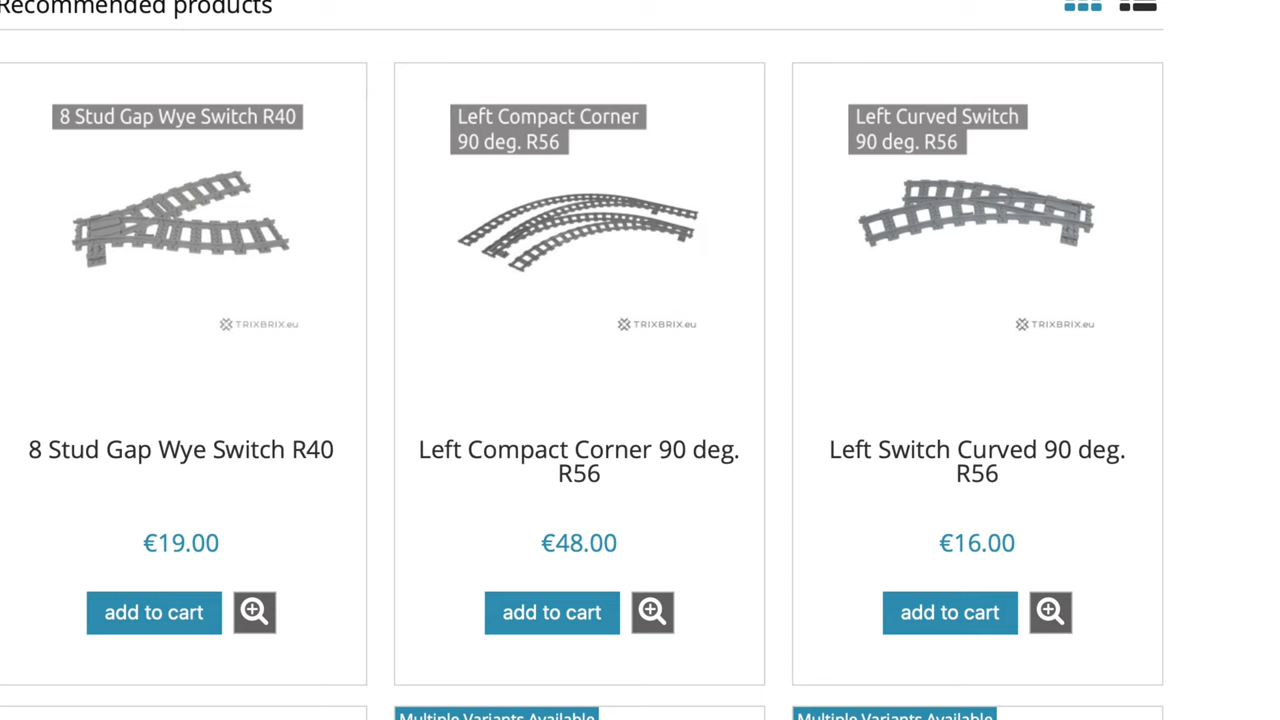 Recommended products
8 Stud Gap Wye Switch R40
TRIXBRIX.eu
8 Stud Gap Wye Switch R40
€19.00
add to cart
Left Compact Corner
90 deg. R56
TRIXBRIX.eu
Left Compact Corner 90 deg.
R56
€48.00
add to cart
Left Curved Switch
90 deg. R56
TRIXBRIX.eu
Left Switch Curved 90 deg.
R56
€16.00
add to cart
Multiple Variants Available
Multiple Variants Available